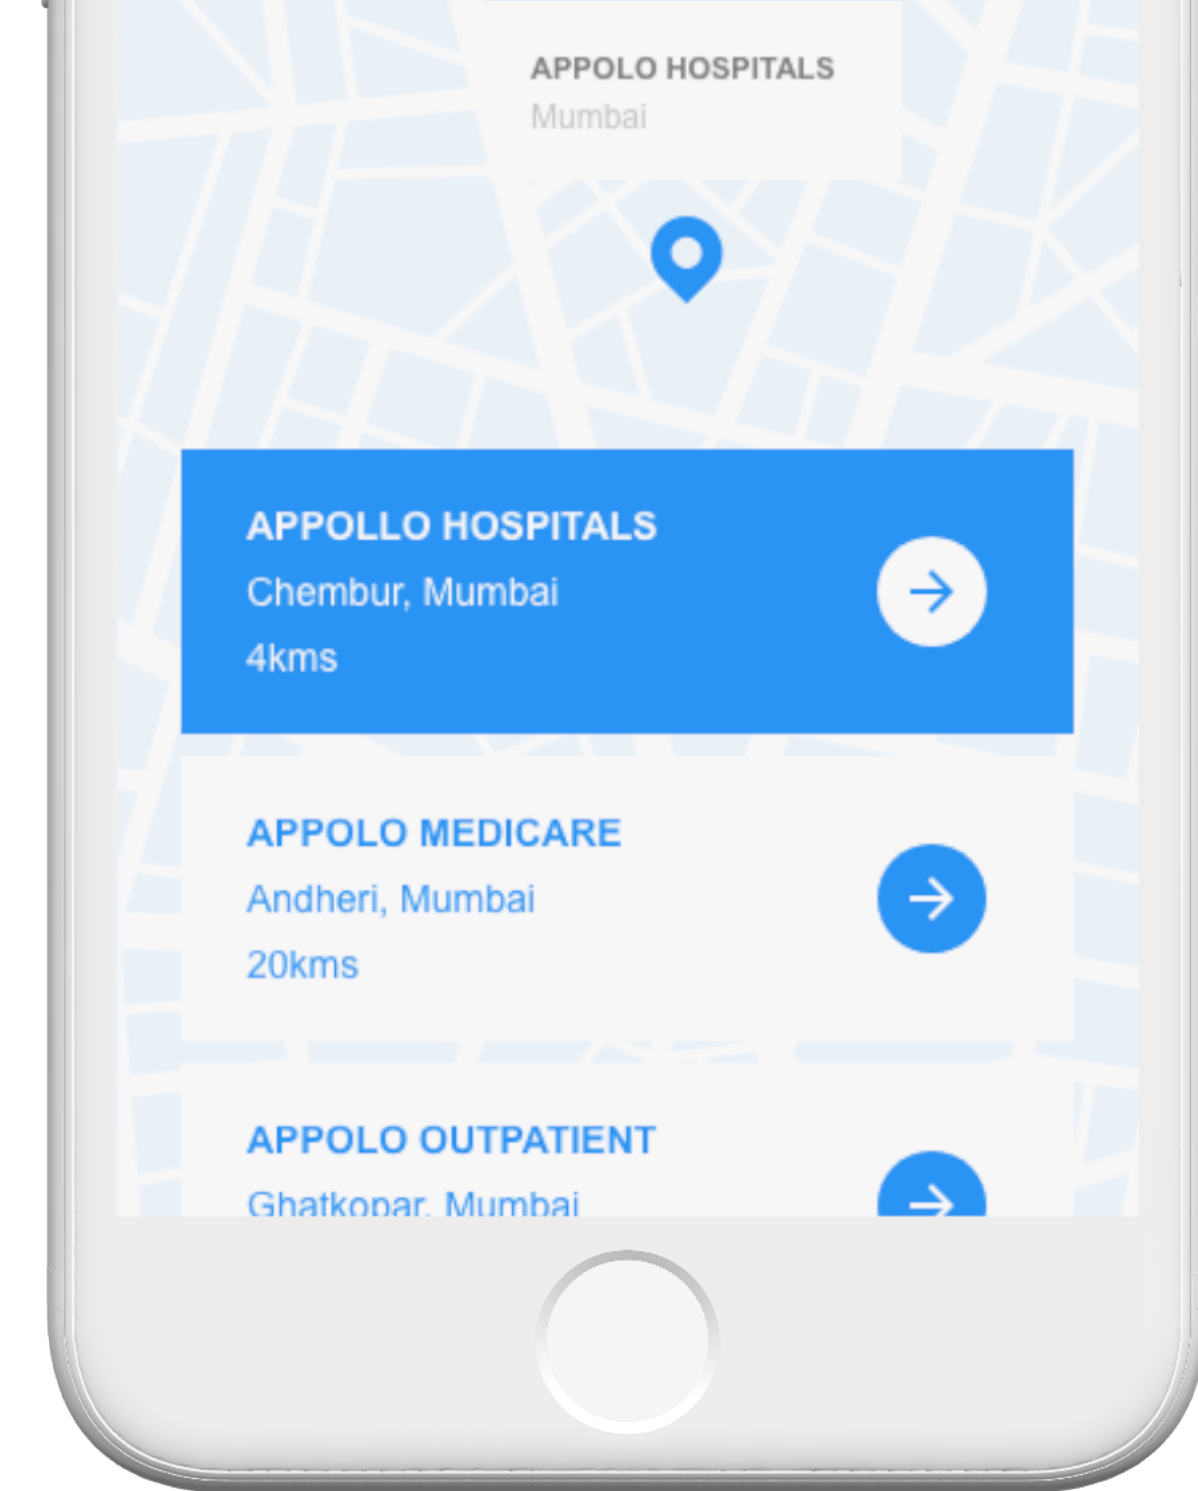 APPOLO HOSPITALS
Mumbai
APPOLLO HOSPITALS
Chembur, Mumbai
4kms
APPOLO MEDICARE
Andheri, Mumbai
20kms
APPOLO OUTPATIENT
Ghatkopar, Mumbai